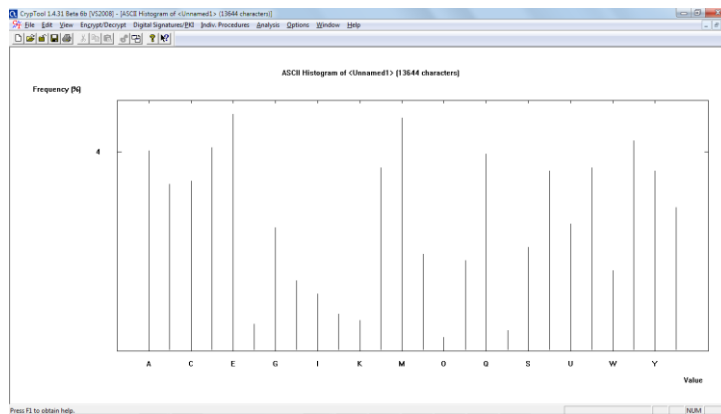 CrypTool 1.4.31 Beta 6b [VS2008] - [ASCII Histogram of <Unnamed1> (13644 characters)]
File Edit View Encrypt/Decrypt Digital Signatures/PKI Indiv. Procedures Analysis Options Window Help
ASCII Histogram of <Unnamed1> (13644 characters)
Frequency (%)
4
A C E G I K M O Q S U W Y
Value
Press F1 to obtain help. NUM